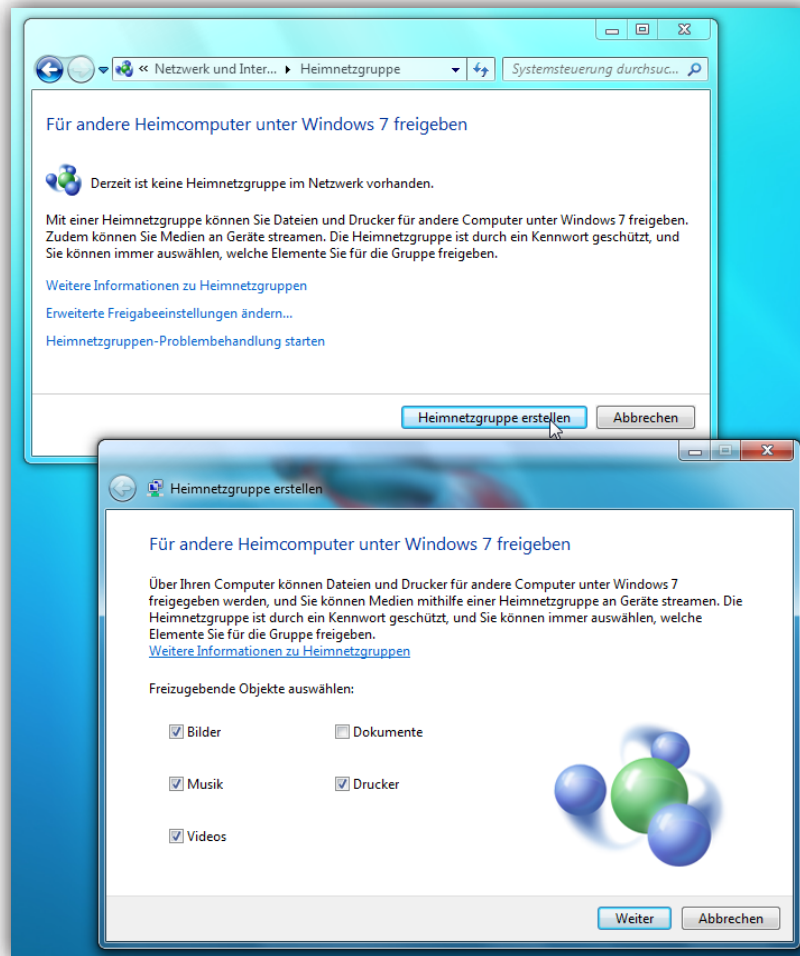 « Netzwerk und Inter... ▸ Heimnetzgruppe
Systemsteuerung durchsuc...
Für andere Heimcomputer unter Windows 7 freigeben
Derzeit ist keine Heimnetzgruppe im Netzwerk vorhanden.
Mit einer Heimnetzgruppe können Sie Dateien und Drucker für andere Computer unter Windows 7 freigeben.
Zudem können Sie Medien an Geräte streamen. Die Heimnetzgruppe ist durch ein Kennwort geschützt, und
Sie können immer auswählen, welche Elemente Sie für die Gruppe freigeben.
Weitere Informationen zu Heimnetzgruppen
Erweiterte Freigabeeinstellungen ändern...
Heimnetzgruppen-Problembehandlung starten
Heimnetzgruppe erstellen
Abbrechen
Heimnetzgruppe erstellen
Für andere Heimcomputer unter Windows 7 freigeben
Über Ihren Computer können Dateien und Drucker für andere Computer unter Windows 7
freigegeben werden, und Sie können Medien mithilfe einer Heimnetzgruppe an Geräte streamen. Die
Heimnetzgruppe ist durch ein Kennwort geschützt, und Sie können immer auswählen, welche
Elemente Sie für die Gruppe freigeben.
Weitere Informationen zu Heimnetzgruppen
Freizugebende Objekte auswählen:
Bilder
Dokumente
Musik
Drucker
Videos
Weiter
Abbrechen